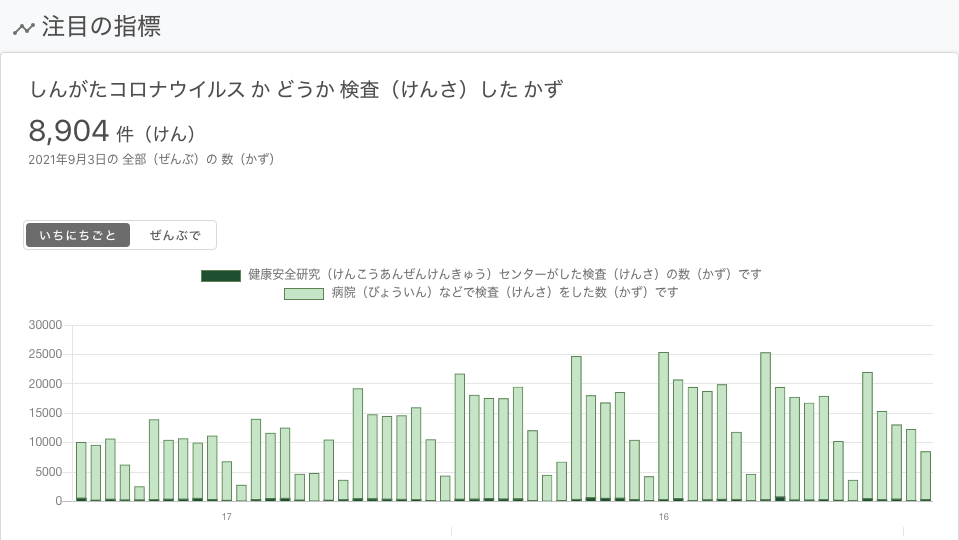 注目の指標
しんがたコロナウイルス か どうか 検査（けんさ）した かず
8,904 件（けん）
2021年9月3日の 全部（ぜんぶ）の 数（かず）
いちにちごと ぜんぶで
健康安全研究（けんこうあんぜんけんきゅう）センターがした検査（けんさ）の数（かず）です
病院（びょういん）などで検査（けんさ）をした数（かず）です
30000
25000
20000
15000
10000
5000
0
17 16